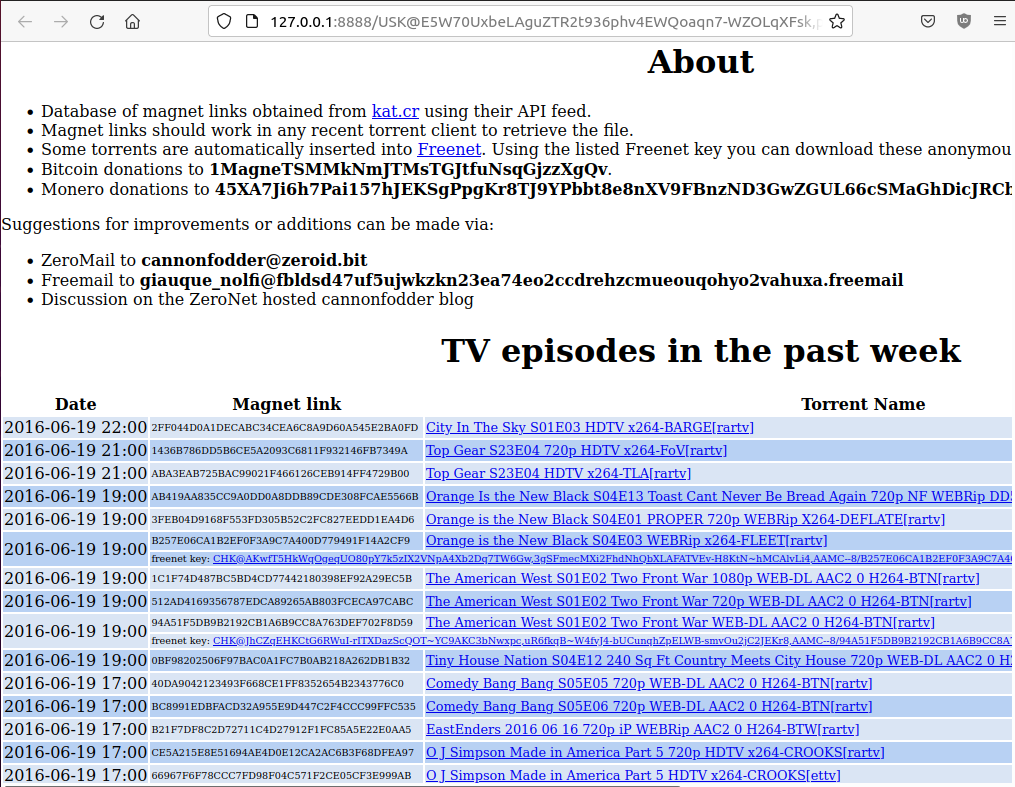 127.0.0.1:8888/USK@E5W70UxbeLAguZTR2t936phv4EWQoaqn7-WZOLqXFsk,
About
• Database of magnet links obtained from kat.cr using their API feed.
• Magnet links should work in any recent torrent client to retrieve the file.
• Some torrents are automatically inserted into Freenet. Using the listed Freenet key you can download these anonymou
• Bitcoin donations to 1MagneTSMMkNmJTMsTGJtfuNsqGjzzXgQv.
• Monero donations to 45XA7Ji6h7Pai157hJEKSgPpgKr8TJ9YPbbt8e8nXV9FBnzND3GwZGUL66cSMaGhDicJRCb
Suggestions for improvements or additions can be made via:
• ZeroMail to cannonfodder@zeroid.bit
• Freemail to giauque_nolfi@fbldsd47uf5ujwkzkn23ea74eo2ccdrehzcmueouqohyo2vahuxa.freemail
• Discussion on the ZeroNet hosted cannonfodder blog
TV episodes in the past week
Date Magnet link Torrent Name
2016-06-19 22:00 2FF044D0A1DECABC34CEA6C8A9D60A545E2BA0FD City In The Sky S01E03 HDTV x264-BARGE[rartv]
2016-06-19 21:00 1436B786DD5B6CE5A2093C6811F932146FB7349A Top Gear S23E04 720p HDTV x264-FoV[rartv]
2016-06-19 21:00 ABA3EAB725BAC99021F466126CEB914FF4729B00 Top Gear S23E04 HDTV x264-TLA[rartv]
2016-06-19 19:00 AB419AA835CC9A0DD0A8DDB89CDE308FCAE5566B Orange Is the New Black S04E13 Toast Cant Never Be Bread Again 720p NF WEBRip DD5
2016-06-19 19:00 3FEB04D9168F553FD305B52C2FC827EEDD1EA4D6 Orange is the New Black S04E01 PROPER 720p WEBRip X264-DEFLATE[rartv]
2016-06-19 19:00 B257E06CA1B2EF0F3A9C7A400D779491F14A2CF9 Orange is the New Black S04E03 WEBRip x264-FLEET[rartv]
freenet key: CHK@AKwfT5HkWqOgegUO80pY7k5zIX2VNpA4Xb2Dq7TW6Gw,3gSFmecMXi2FhdNhQbXLAFATVEv-H8KtN~hMCAlvLi4,AAMC--8/B257E06CA1B2EF0F3A9C7A40
2016-06-19 19:00 1C1F74D487BC5BD4CD77442180398EF92A29EC5B The American West S01E02 Two Front War 1080p WEB-DL AAC2 0 H264-BTN[rartv]
2016-06-19 19:00 512AD4169356787EDCA89265AB803FCECA97CABC The American West S01E02 Two Front War 720p WEB-DL AAC2 0 H264-BTN[rartv]
2016-06-19 19:00 94A51F5DB9B2192CB1A6B9CC8A763DEF702F8D59 The American West S01E02 Two Front War WEB-DL AAC2 0 H264-BTN[rartv]
freenet key: CHK@JhCZqEHKCtG6RWuI-rITXDazScQOT~YC9AKC3bNwxpc,uR6fkqB~W4fyJ4-bUCunqhZpELWB-smvOu2jC2JEKr8,AAMC--8/94A51F5DB9B2192CB1A6B9CC8A7
2016-06-19 19:00 0BF98202506F97BAC0A1FC7B0AB218A262DB1B32 Tiny House Nation S04E12 240 Sq Ft Country Meets City House 720p WEB-DL AAC2 0 H2
2016-06-19 17:00 40DA9042123493F668CE1FF8352654B2343776C0 Comedy Bang Bang S05E05 720p WEB-DL AAC2 0 H264-BTN[rartv]
2016-06-19 17:00 BC8991EDBFACD32A955E9D447C2F4CCC99FFC535 Comedy Bang Bang S05E06 720p WEB-DL AAC2 0 H264-BTN[rartv]
2016-06-19 17:00 B21F7DF8C2D72711C4D27912F1FC85A5E22E0AA5 EastEnders 2016 06 16 720p iP WEBRip AAC2 0 H264-BTW[rartv]
2016-06-19 17:00 CE5A215E8E51694AE4D0E12CA2AC6B3F68DFEA97 O J Simpson Made in America Part 5 720p HDTV x264-CROOKS[rartv]
2016-06-19 17:00 66967F6F78CCC7FD98F04C571F2CE05CF3E999AB O J Simpson Made in America Part 5 HDTV x264-CROOKS[ettv]